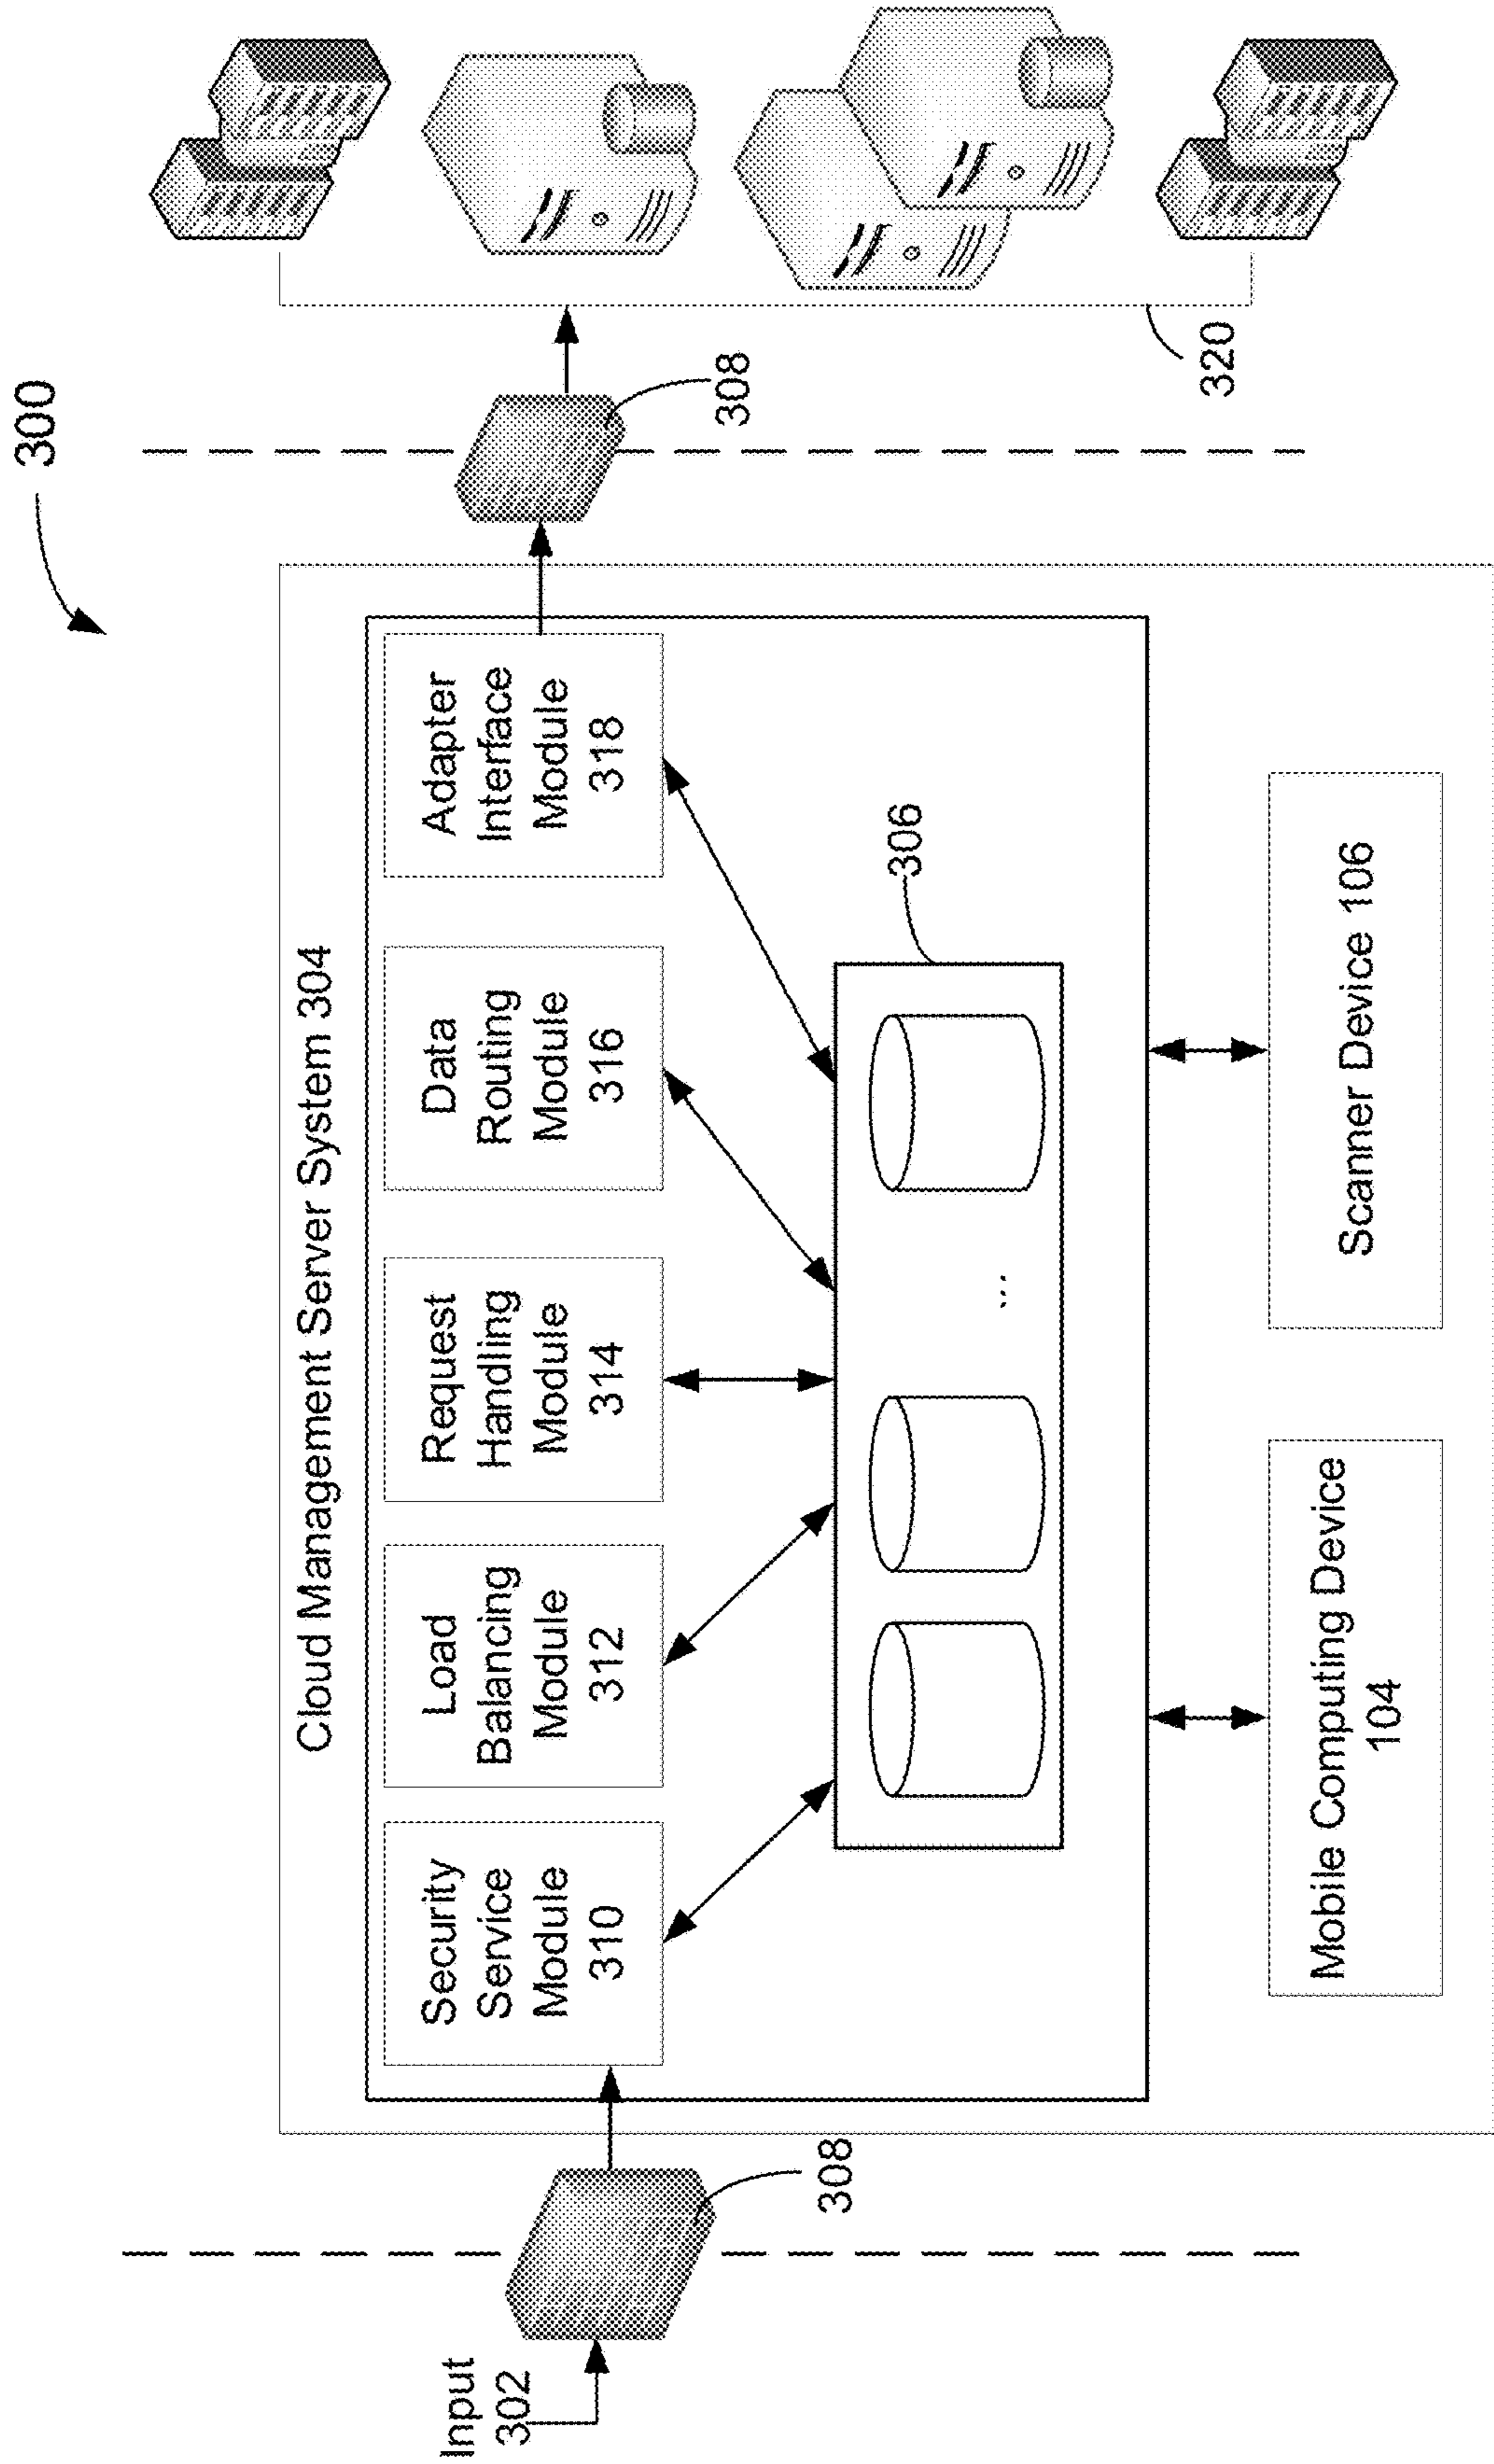 300
Cloud Management Server System 304
Input
302
308
Security
Service
Module
310
Load
Balancing
Module
312
Request
Handling
Module
314
Data
Routing
Module
316
Adapter
Interface
Module
318
306
...
308
320
Mobile Computing Device
104
Scanner Device 106